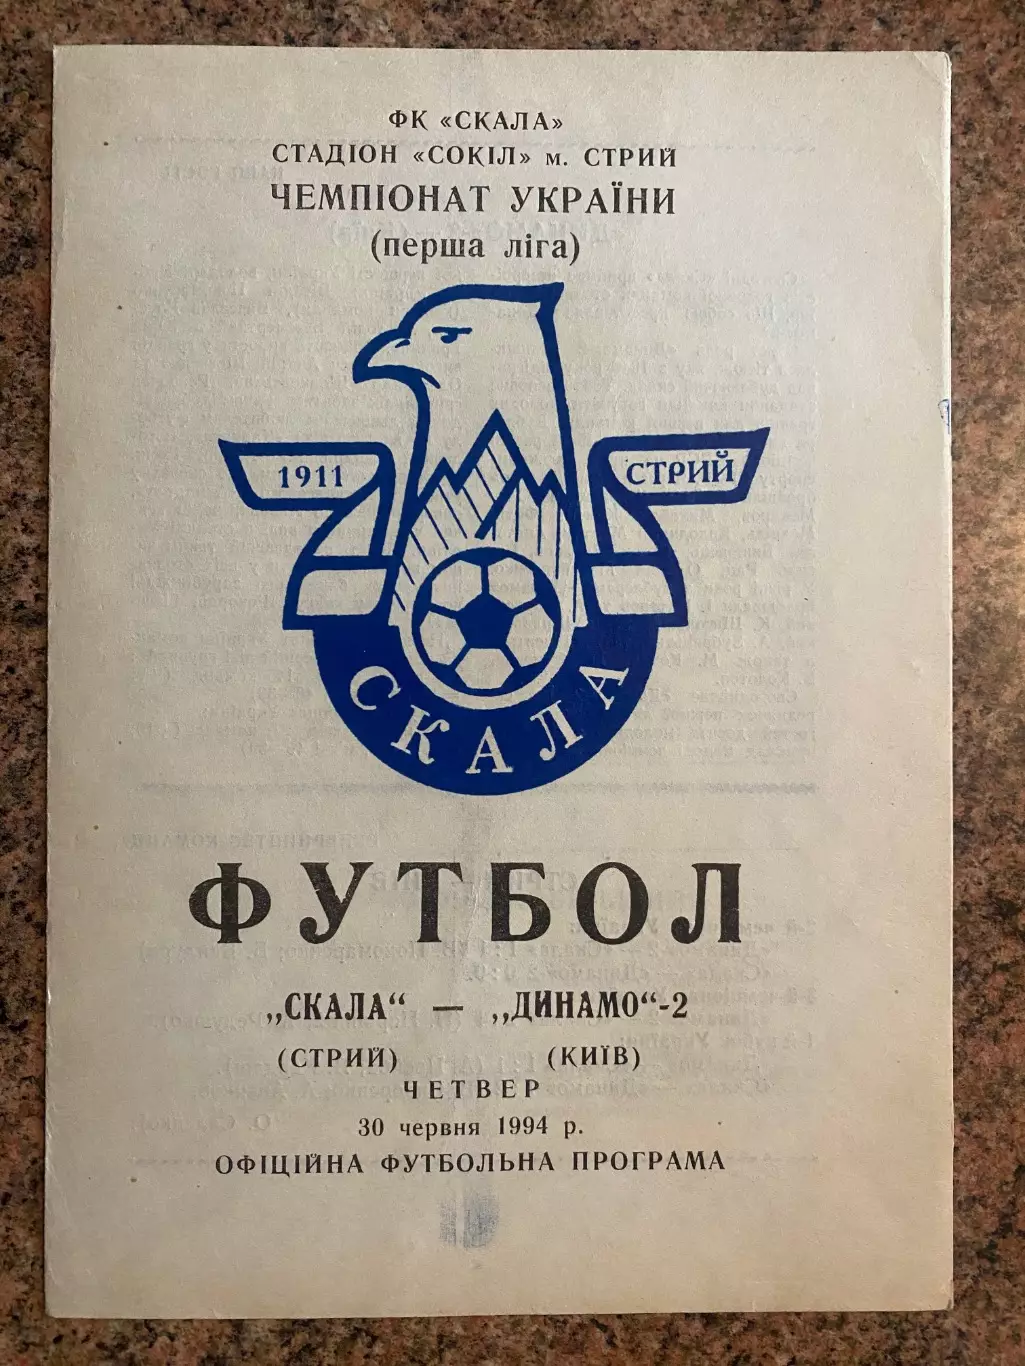 ФК «СКАЛА»
СТАДІОН «СОКІЛ» м. СТРИЙ
ЧЕМПІОНАТ УКРАЇНИ
(перша ліга)
1911
СТРИЙ
СКАЛА
ФУТБОЛ
„СКАЛА“ — „ДИНАМО“-2
(СТРИЙ) (КИЇВ)
ЧЕТВЕР
30 червня 1994 р.
ОФІЦІЙНА ФУТБОЛЬНА ПРОГРАМА